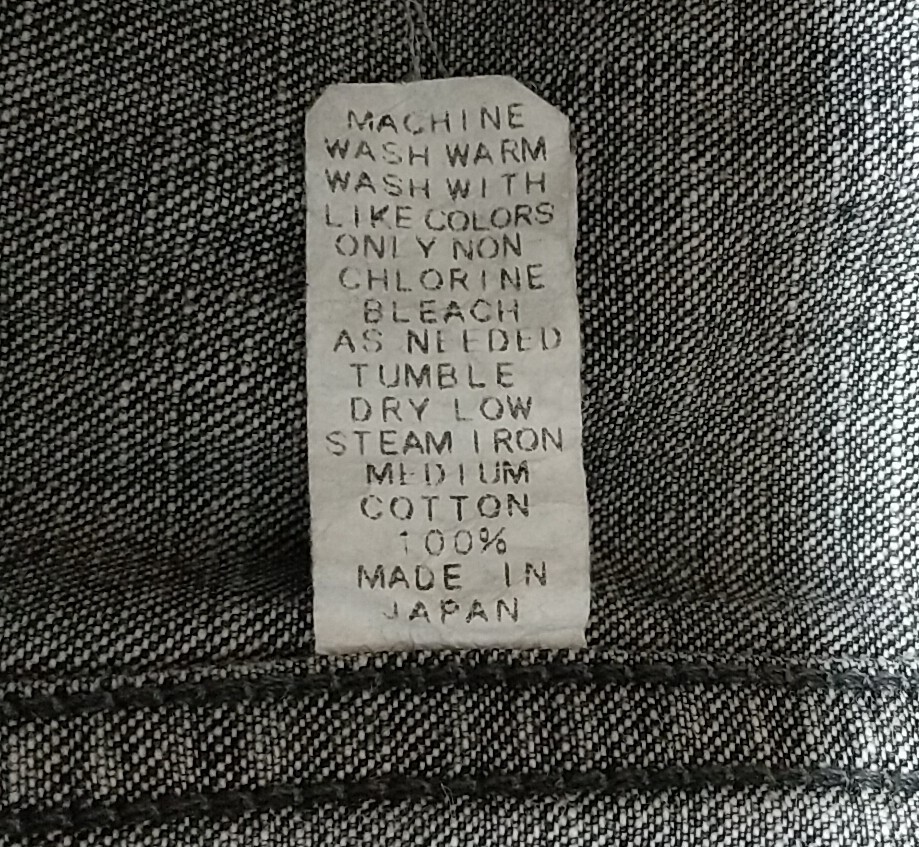 MACHINE
WASH WARM
WASH WITH
LIKE COLORS
ONLY NON
CHLORINE
BLEACH
AS NEEDED
TUMBLE
DRY LOW
STEAM IRON
MEDIUM
COTTON
100%
MADE IN
JAPAN